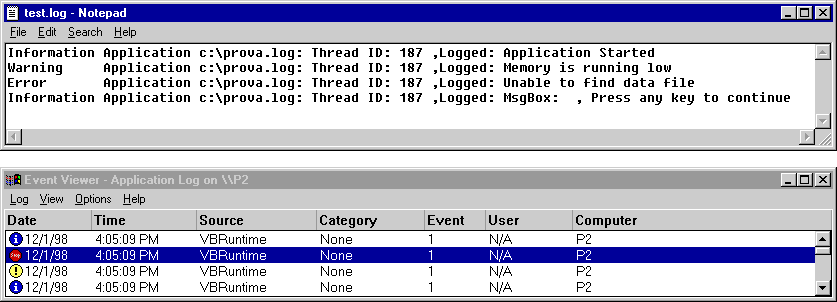 test.log - Notepad
File Edit Search Help
Information Application c:\prova.log: Thread ID: 187 ,Logged: Application Started
Warning     Application c:\prova.log: Thread ID: 187 ,Logged: Memory is running low
Error       Application c:\prova.log: Thread ID: 187 ,Logged: Unable to find data file
Information Application c:\prova.log: Thread ID: 187 ,Logged: MsgBox:  , Press any key to continue
Event Viewer - Application Log on \\P2
Log View Options Help
Date Time Source Category Event User Computer
12/1/98 4:05:09 PM VBRuntime None 1 N/A P2
12/1/98 4:05:09 PM VBRuntime None 1 N/A P2
12/1/98 4:05:09 PM VBRuntime None 1 N/A P2
12/1/98 4:05:09 PM VBRuntime None 1 N/A P2